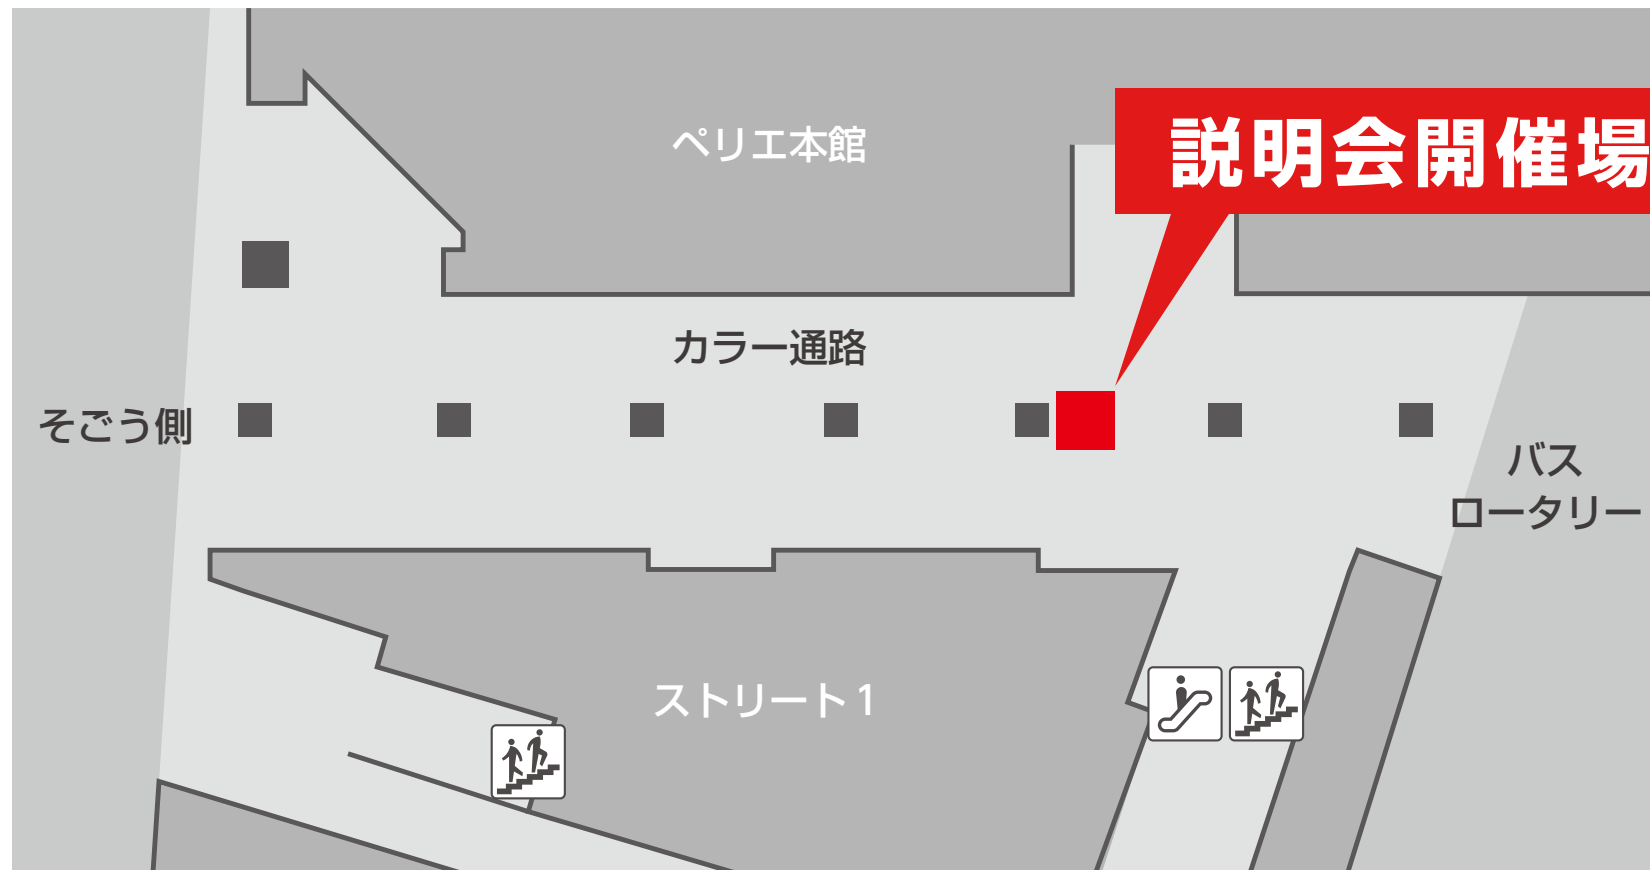 ペリエ本館
説明会開催場
カラー通路
そごう側
バス
ロータリー
ストリート1